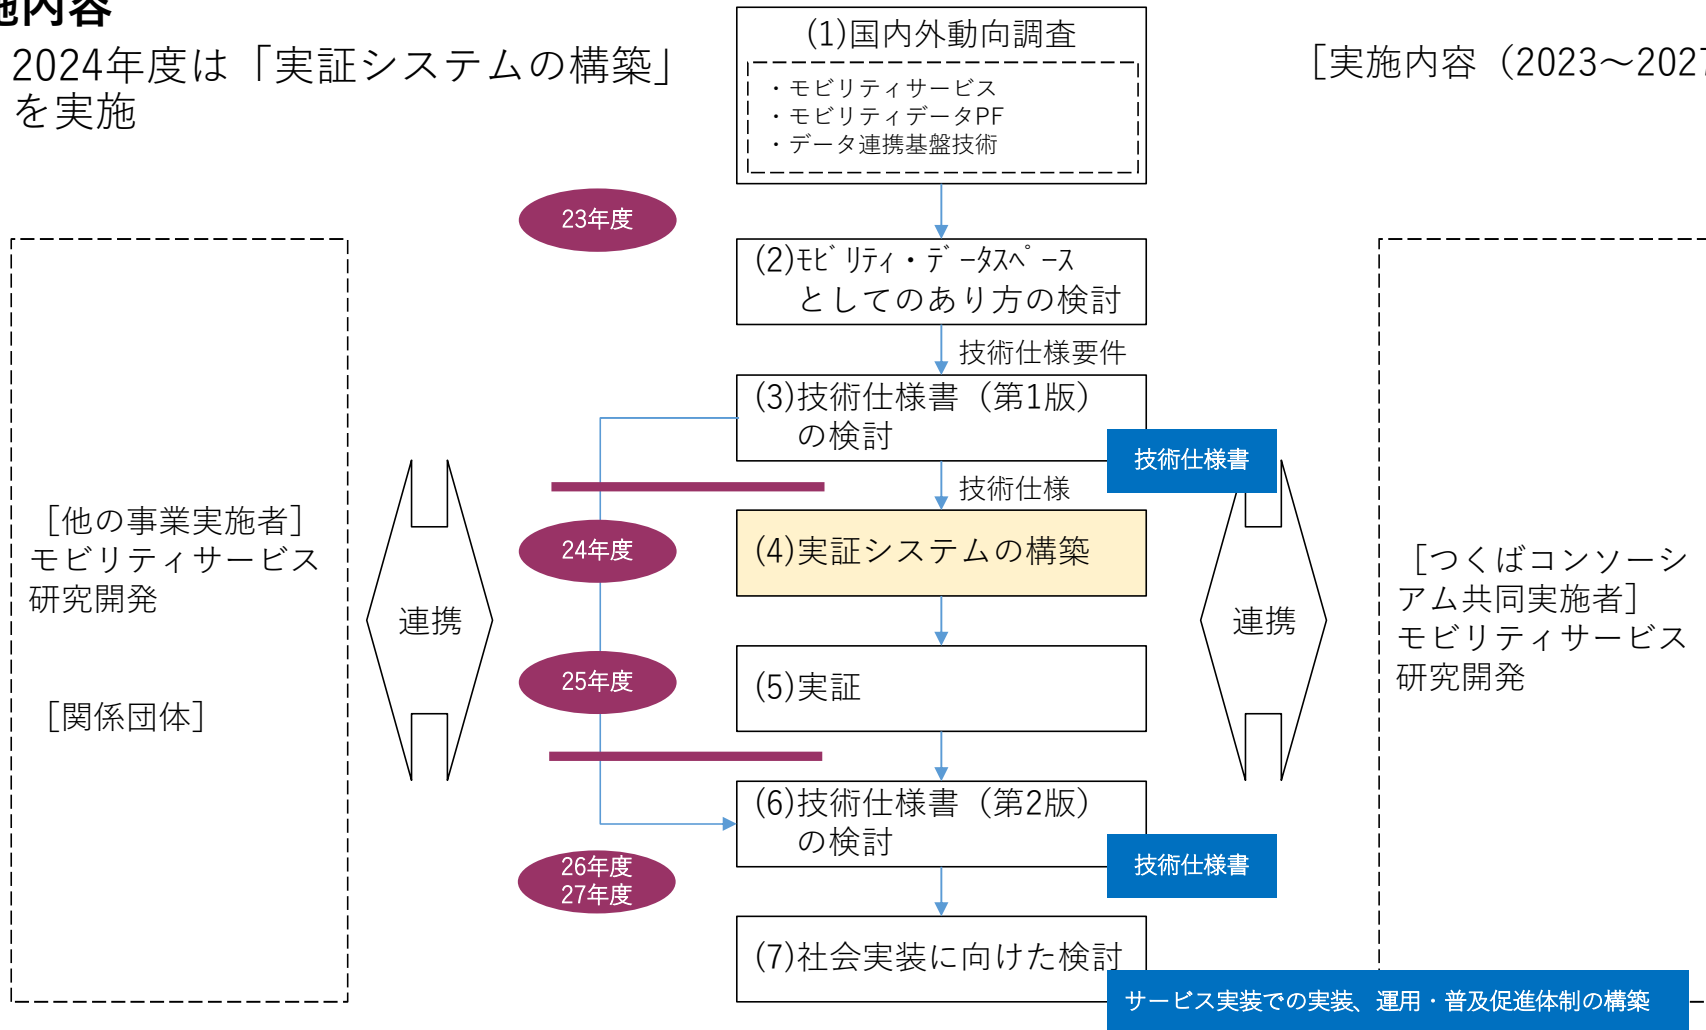 施内容
2024年度は「実証システムの構築」
を実施
[実施内容（2023～2027
(1)国内外動向調査
・モビリティサービス
・モビリティデータPF
・データ連携基盤技術
23年度
(2)ﾓﾋﾞﾘﾃｨ・ﾃﾞｰﾀｽﾍﾟｰｽ
としてのあり方の検討
技術仕様要件
(3)技術仕様書（第1版）
の検討
技術仕様書
技術仕様
24年度
(4)実証システムの構築
25年度
(5)実証
(6)技術仕様書（第2版）
の検討
技術仕様書
26年度
27年度
(7)社会実装に向けた検討
サービス実装での実装、運用・普及促進体制の構築
[他の事業実施者]
モビリティサービス
研究開発
[関係団体]
連携
連携
[つくばコンソーシ
アム共同実施者]
モビリティサービス
研究開発